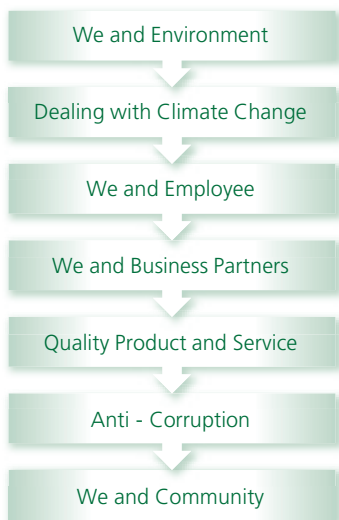 We and Environment
Dealing with Climate Change
We and Employee
We and Business Partners
Quality Product and Service
Anti - Corruption
We and Community